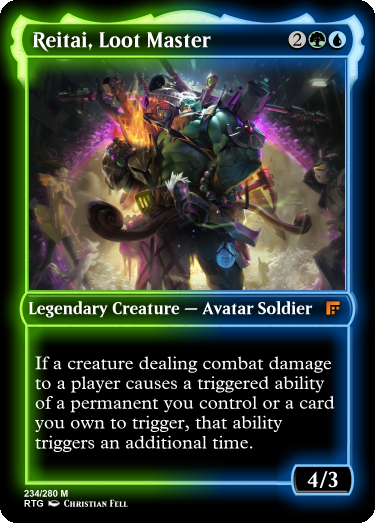 Reitai, Loot Master 2
Legendary Creature — Avatar Soldier
If a creature dealing combat damage
to a player causes a triggered ability
of a permanent you control or a card
you own to trigger, that ability
triggers an additional time.
4/3
234/280 M
RTG Christian Fell